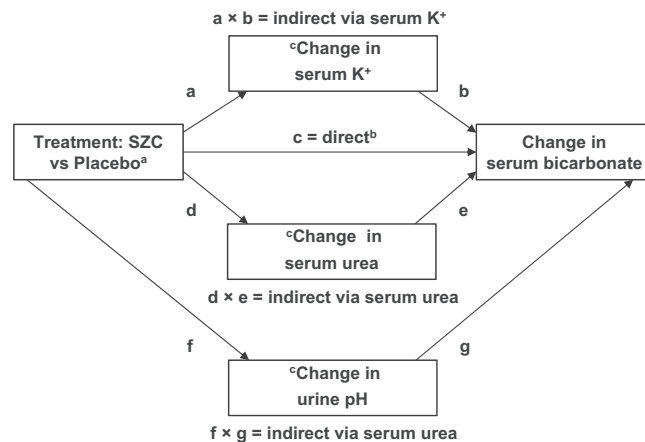 a × b = indirect via serum K⁺
ᶜChange in
serum K⁺
a
b
Treatment: SZC
vs Placeboᵃ
c = directᵇ
Change in
serum bicarbonate
d
e
ᶜChange in
serum urea
d × e = indirect via serum urea
f
g
ᶜChange in
urine pH
f × g = indirect via serum urea